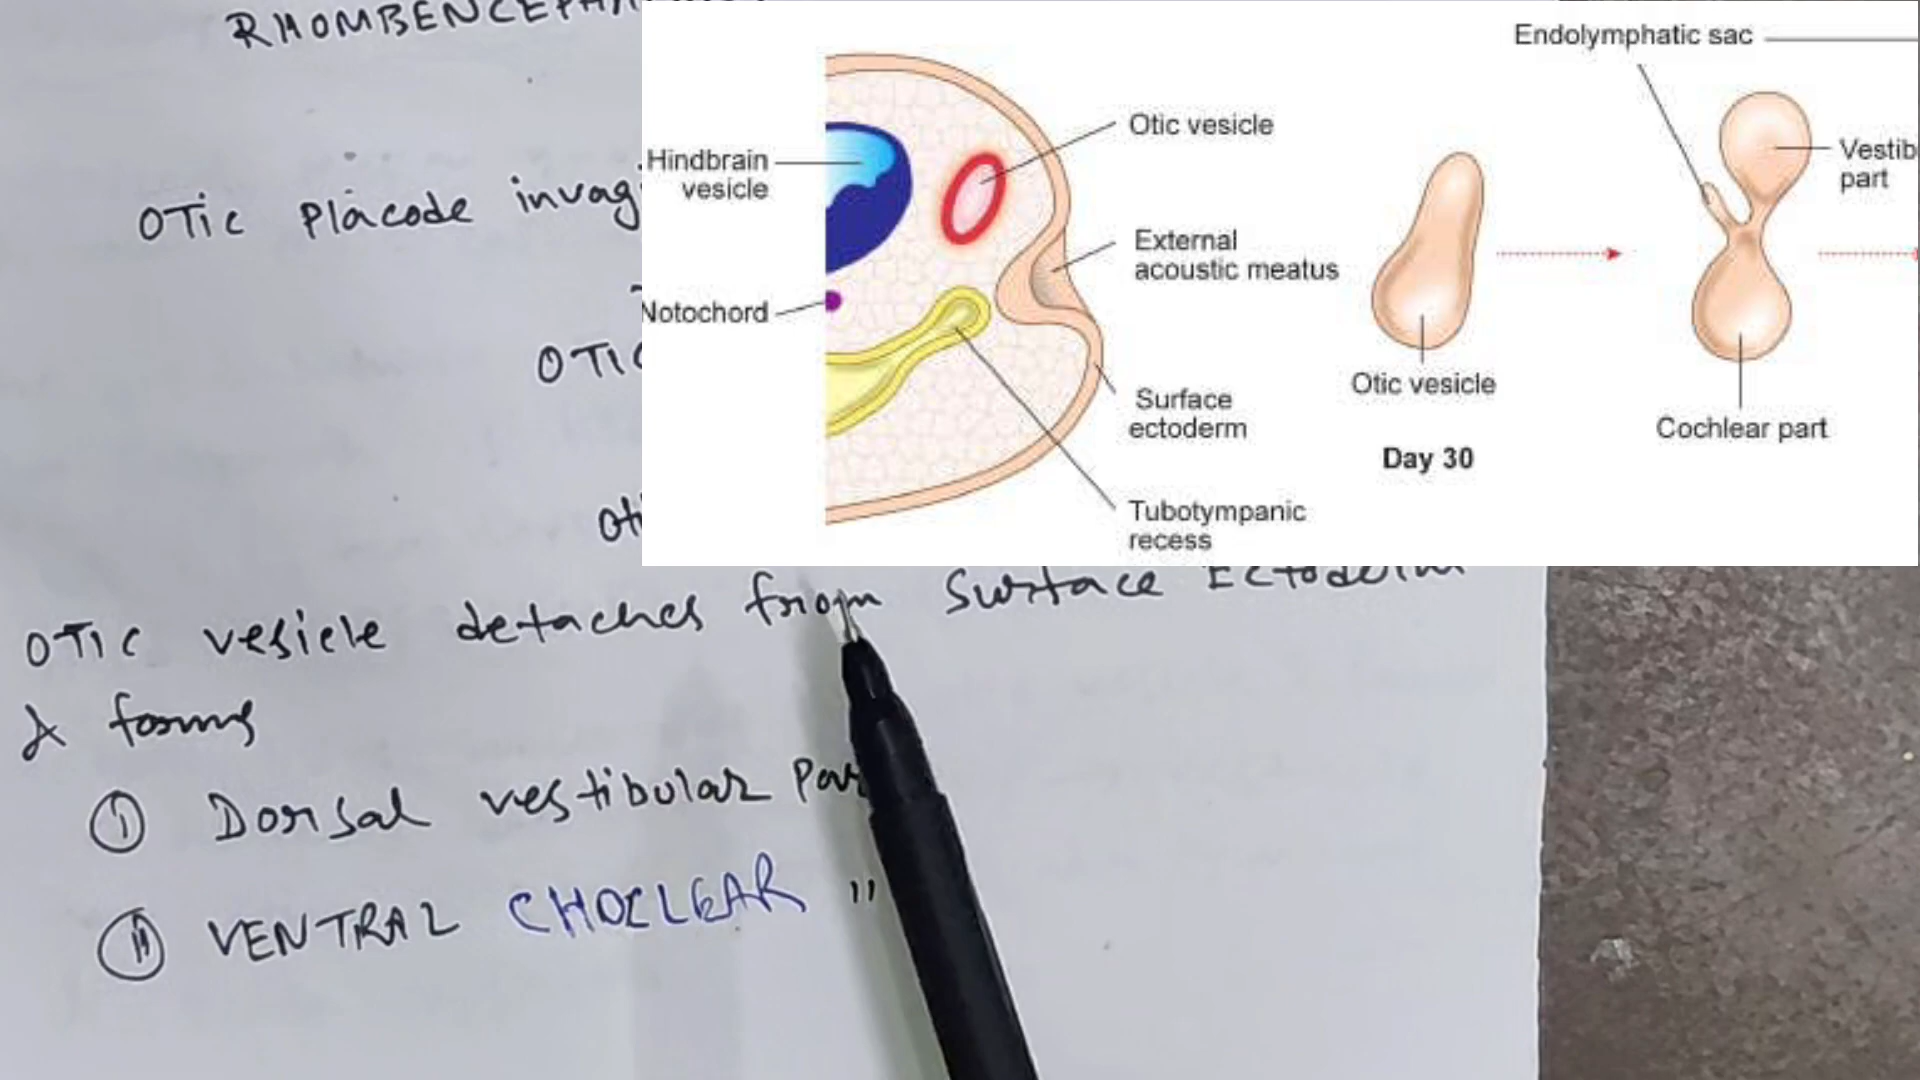 OTIC Placode invag
OTIC
Oti
OTIC vesicle detaches from Surface Ectoderm
& forms
① Dorsal vestibular Par
② VENTRAL CHOCLEAR "
Endolymphatic sac
Otic vesicle
Hindbrain
vesicle
Vestib
part
External
acoustic meatus
Notochord
Otic vesicle
Surface
ectoderm
Cochlear part
Day 30
Tubotympanic
recess